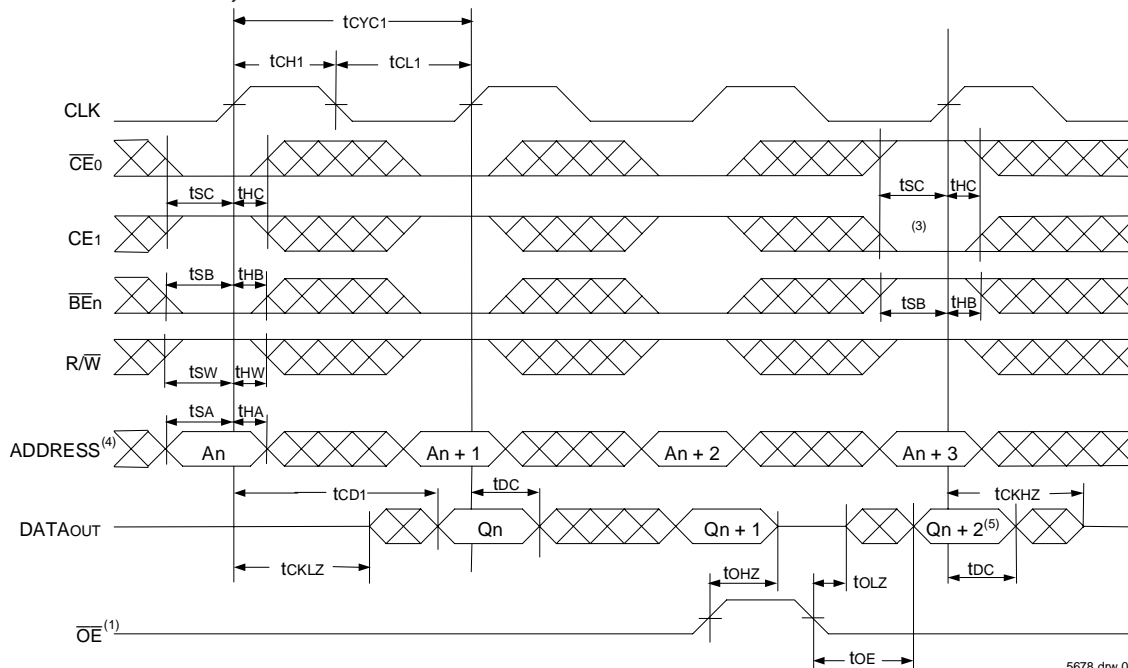 tCYC1
tCH1 tCL1
CLK
CE0
tSC tHC tSC tHC
CE1 (3)
tSB tHB
BEn
tSB tHB
R/W
tSW tHW
tSA tHA
ADDRESS(4) An An + 1 An + 2 An + 3
tCD1 tDC tCKHZ
DATAOUT Qn Qn + 1 Qn + 2(5)
tCKLZ tOHZ tOLZ tDC
OE(1)
tOE